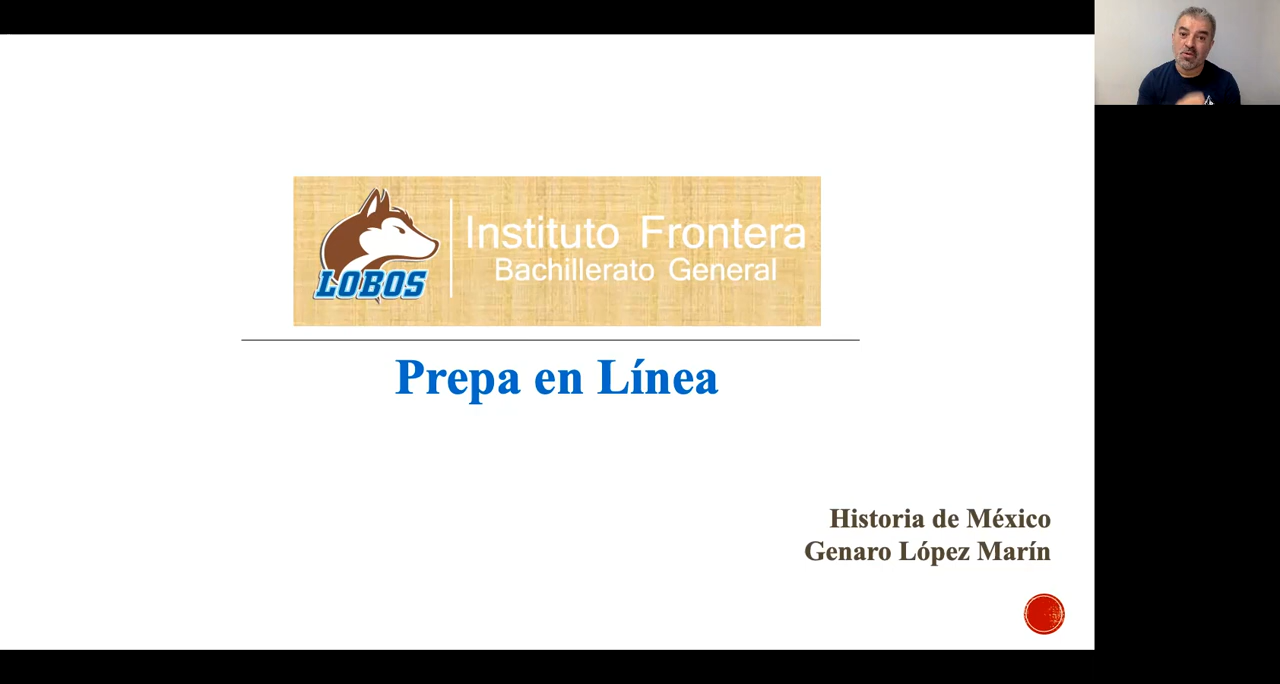 LOBOS
Instituto Frontera
Bachillerato General
Prepa en Línea
Historia de México
Genaro López Marín